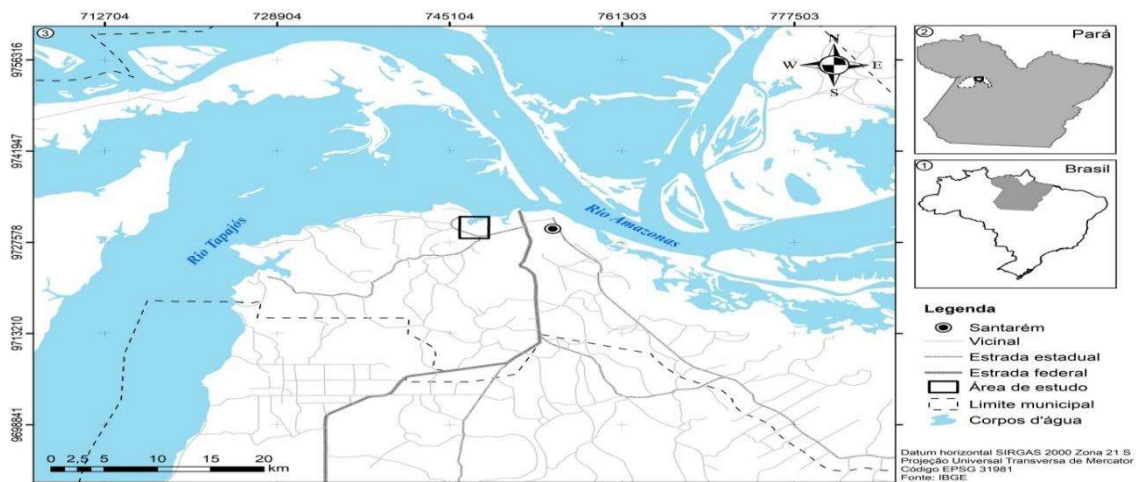 712704
728904
745104
761303
777503
3
9756316
9741947
9727578
9713210
9698841
N
W
E
S
Rio Tapajós
Rio Amazonas
0 2,5 5 10 15 20
km
2
Pará
1
Brasil
Legenda
Santarém
Vicinal
Estrada estadual
Estrada federal
Área de estudo
Limite municipal
Corpos d'água
Datum horizontal SIRGAS 2000 Zona 21 S
Projeção Universal Transversa de Mercator
Código EPSG 31981
Fonte: IBGE